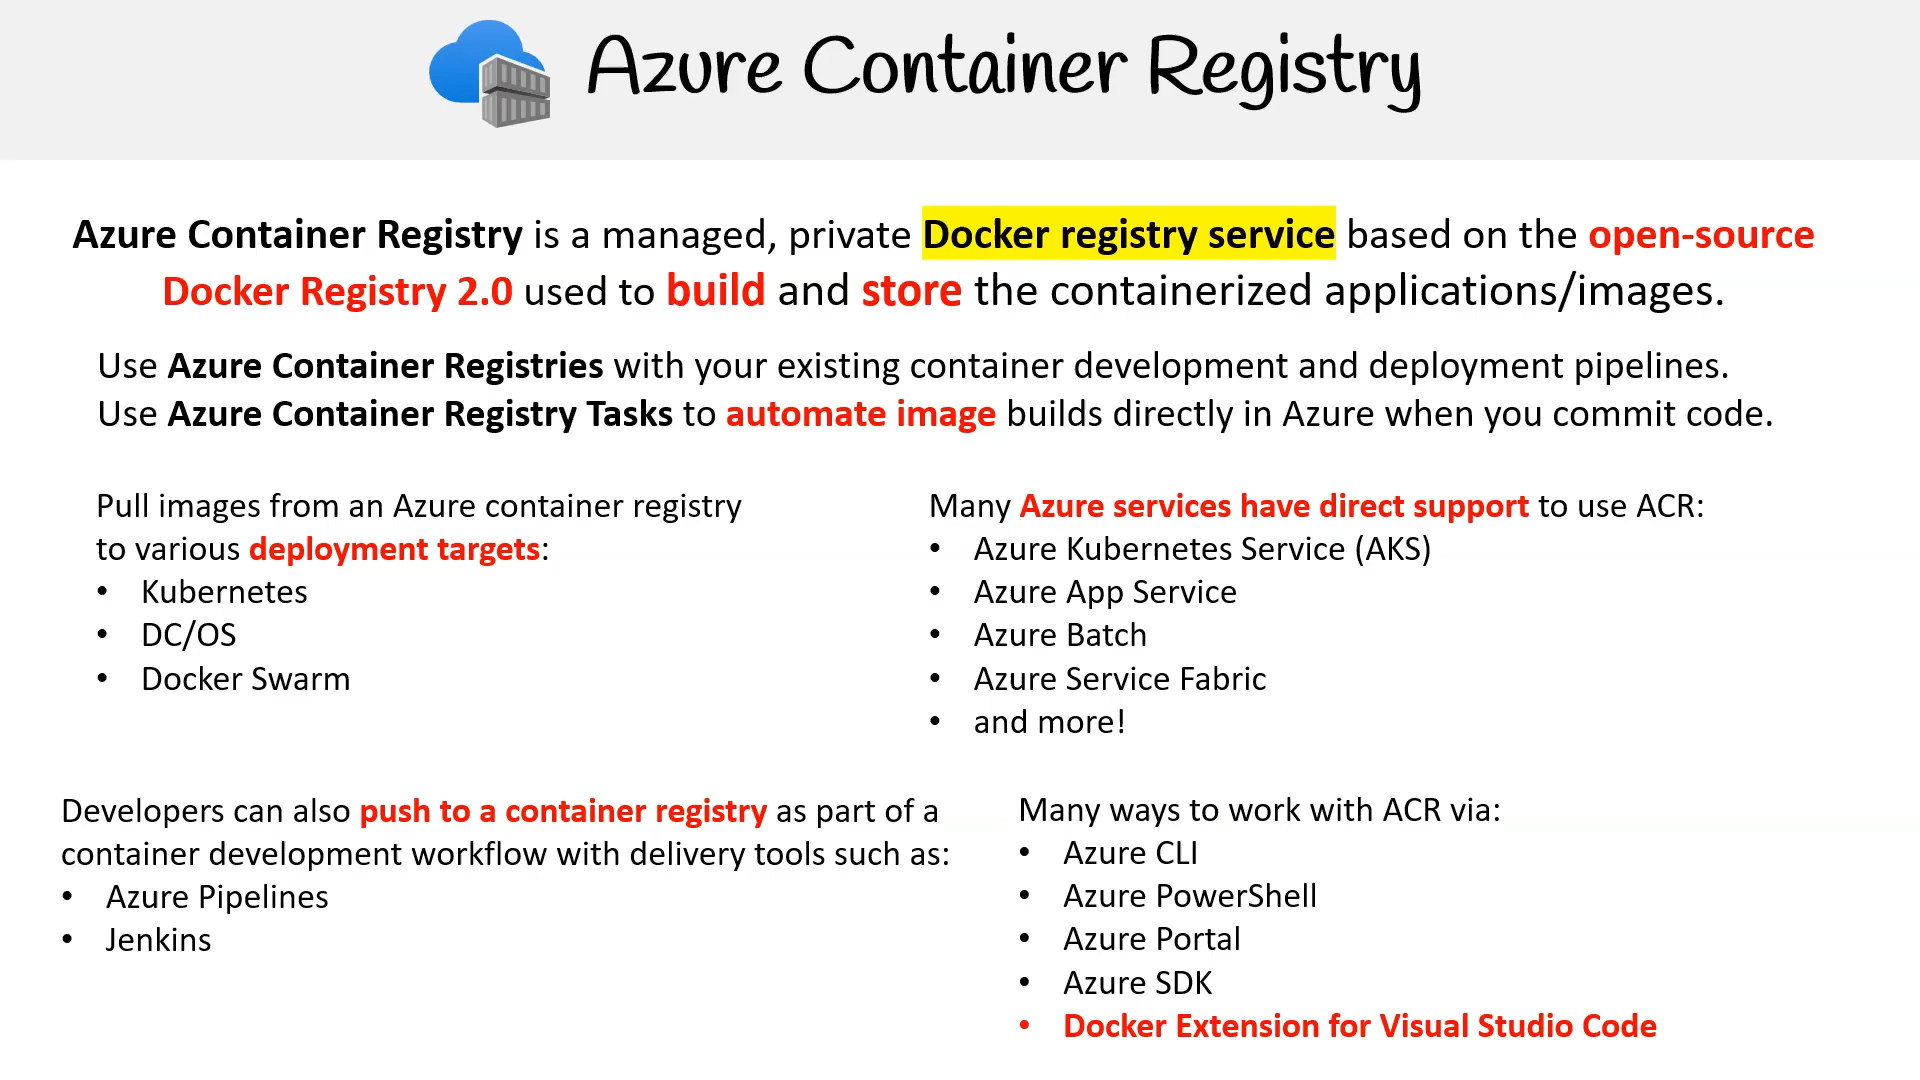 Azure Container Registry
Azure Container Registry is a managed, private Docker registry service based on the open-source
Docker Registry 2.0 used to build and store the containerized applications/images.
Use Azure Container Registries with your existing container development and deployment pipelines.
Use Azure Container Registry Tasks to automate image builds directly in Azure when you commit code.
Pull images from an Azure container registry
to various deployment targets:
• Kubernetes
• DC/OS
• Docker Swarm
Many Azure services have direct support to use ACR:
• Azure Kubernetes Service (AKS)
• Azure App Service
• Azure Batch
• Azure Service Fabric
• and more!
Developers can also push to a container registry as part of a
container development workflow with delivery tools such as:
• Azure Pipelines
• Jenkins
Many ways to work with ACR via:
• Azure CLI
• Azure PowerShell
• Azure Portal
• Azure SDK
• Docker Extension for Visual Studio Code